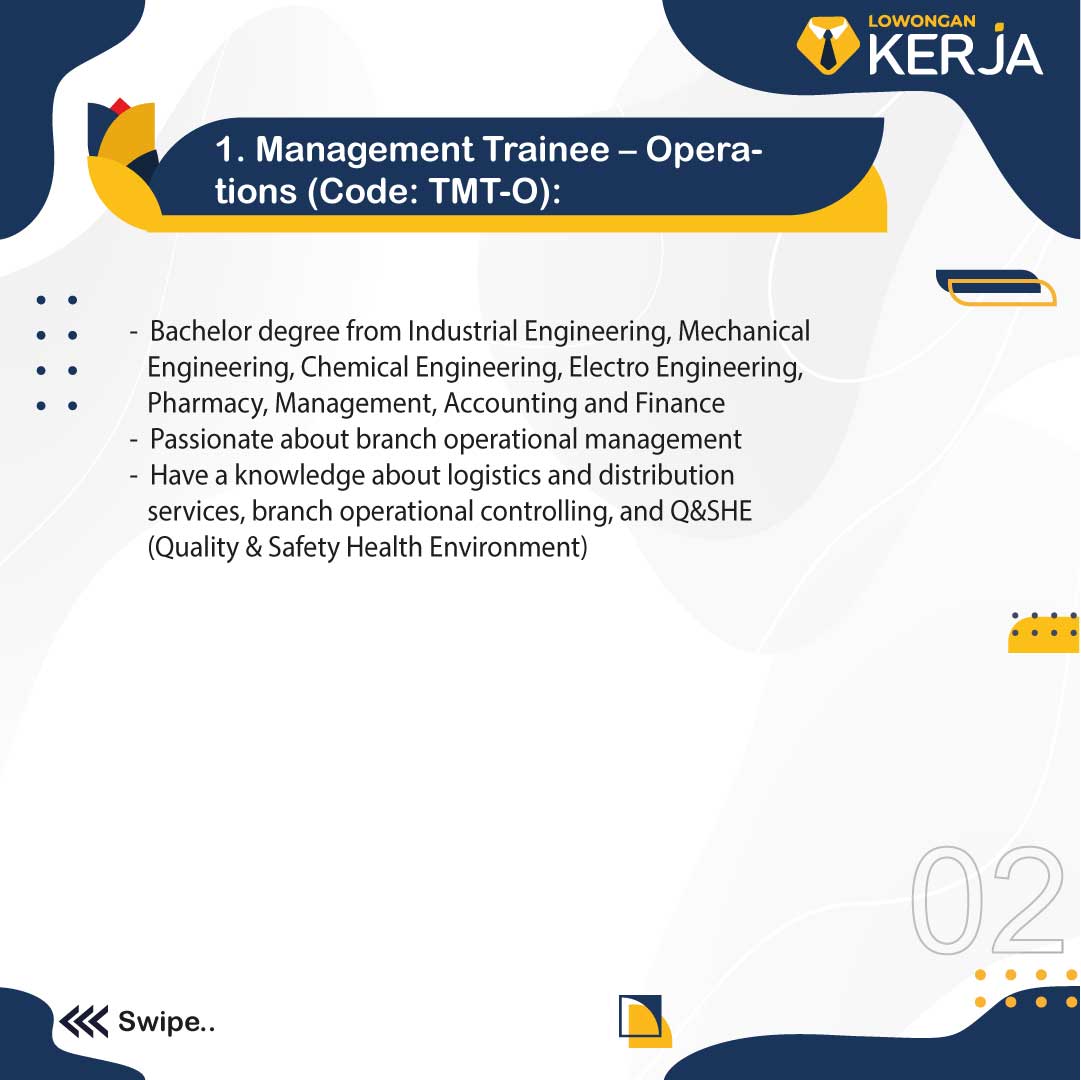 LOWONGAN
KERJA
1. Management Trainee – Opera-
tions (Code: TMT-O):
- Bachelor degree from Industrial Engineering, Mechanical
Engineering, Chemical Engineering, Electro Engineering,
Pharmacy, Management, Accounting and Finance
- Passionate about branch operational management
- Have a knowledge about logistics and distribution
services, branch operational controlling, and Q&SHE
(Quality & Safety Health Environment)
02
Swipe..